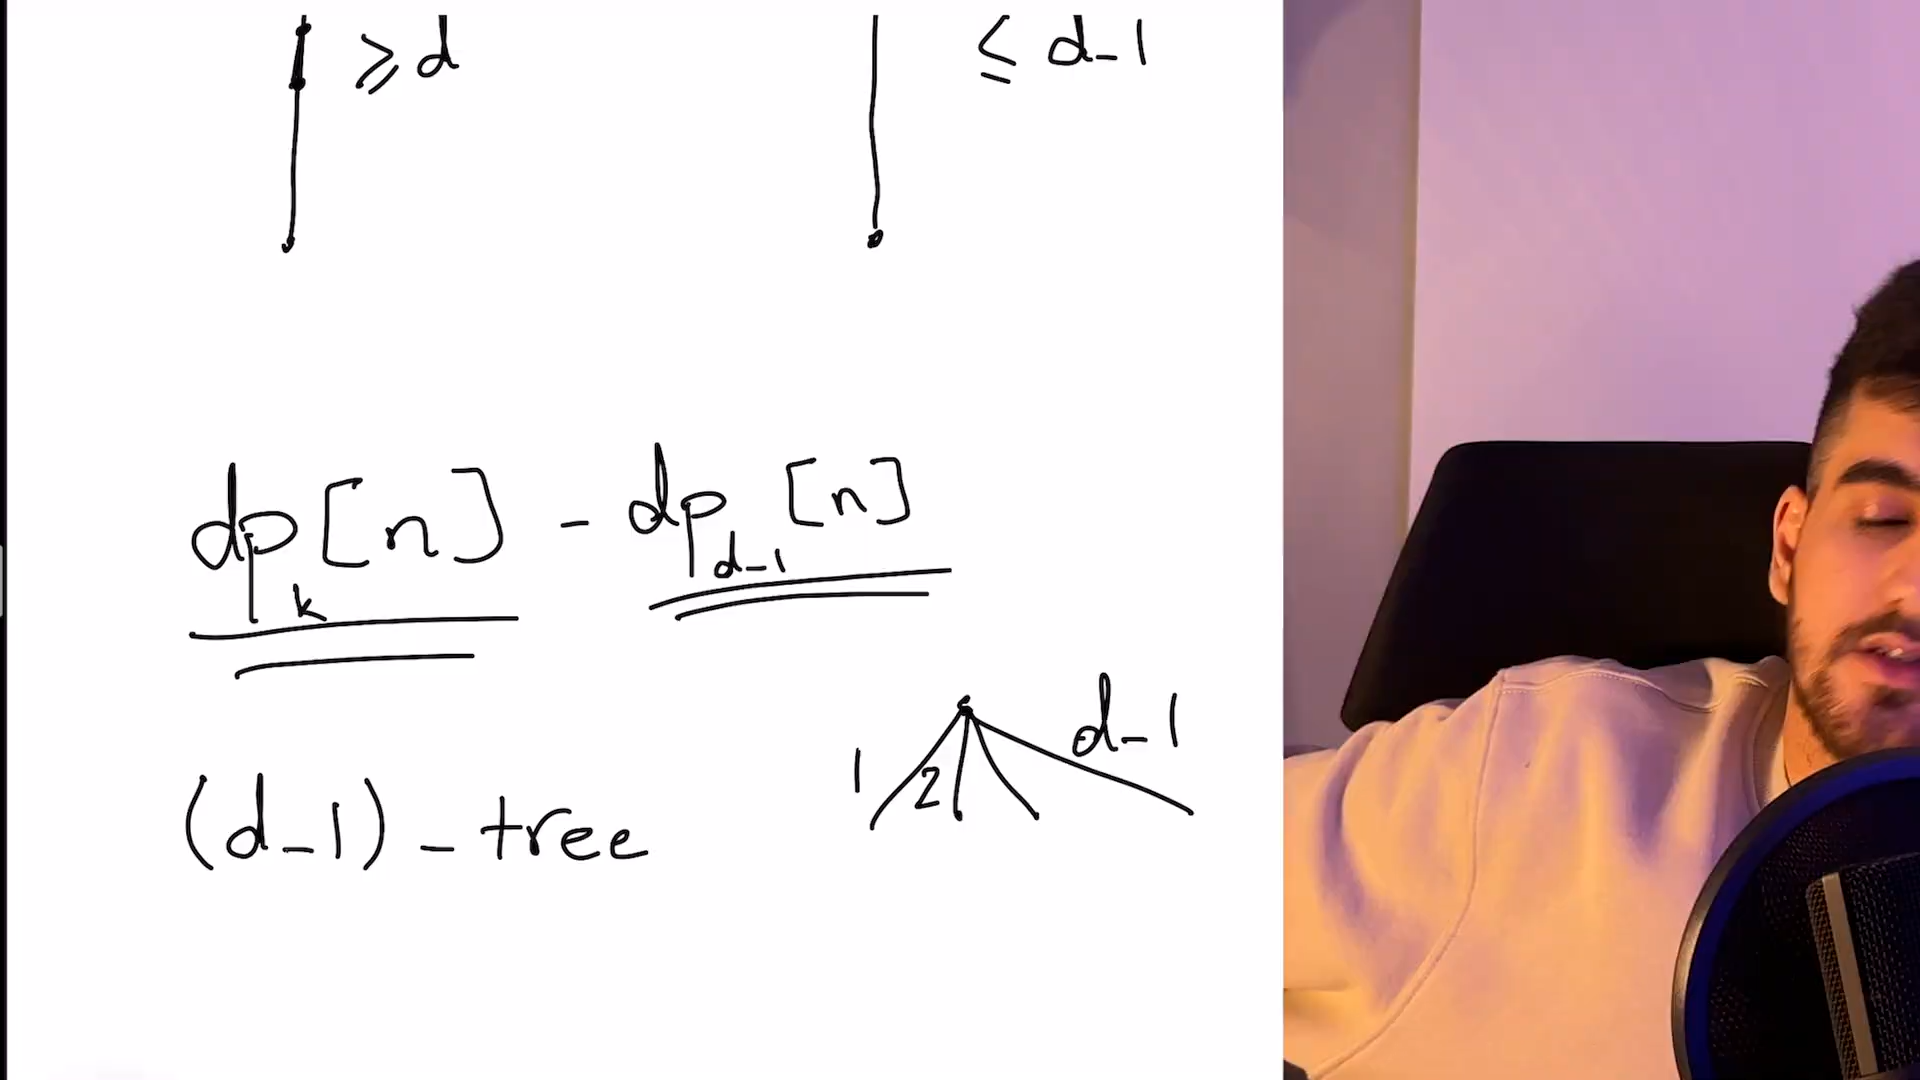 ≥ d ≤ d-1
dp_k[n] - dp_{d-1}[n]
1 2 d-1
(d-1)-tree